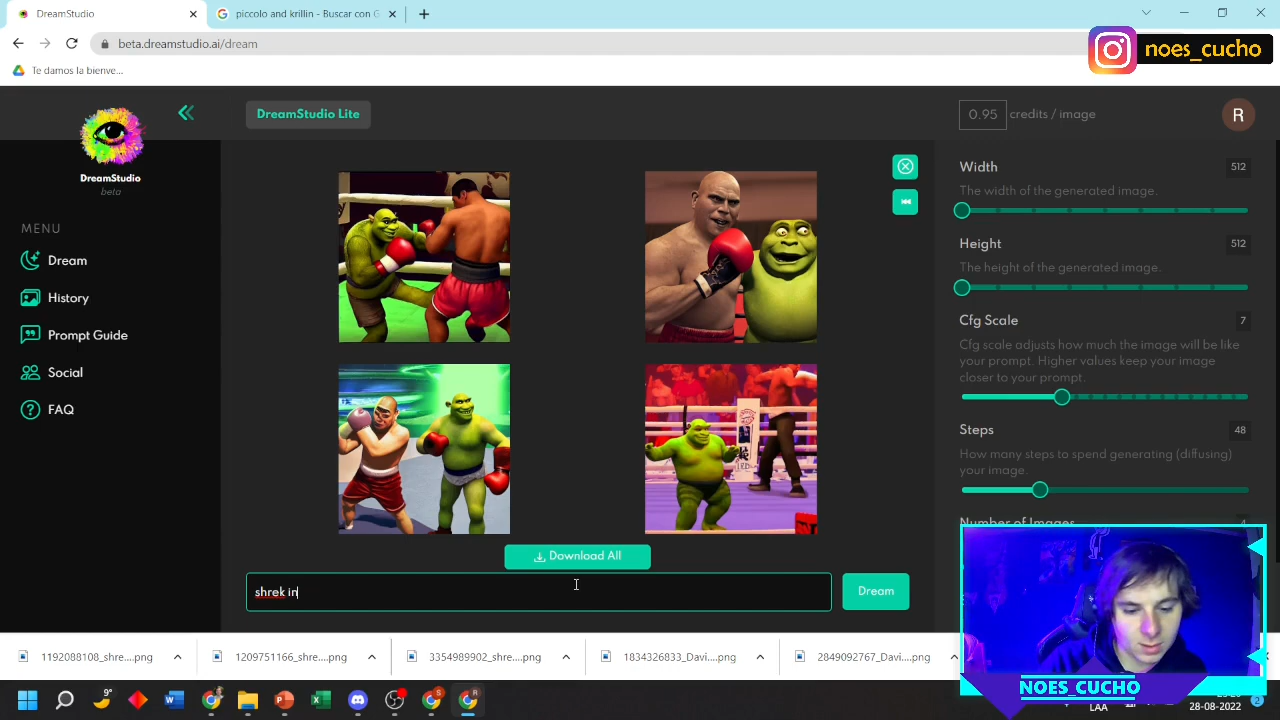 DreamStudio
piccolo and krillin - Buscar con G
beta.dreamstudio.ai/dream
noes_cucho
Te damos la bienve...
DreamStudio
beta
DreamStudio Lite
0.95 credits / image
R
MENU
Dream
History
Prompt Guide
Social
FAQ
Width
512
The width of the generated image.
Height
512
The height of the generated image.
Cfg Scale
7
Cfg scale adjusts how much the image will be like
your prompt. Higher values keep your image
closer to your prompt.
Steps
48
How many steps to spend generating (diffusing)
your image.
Number of Images
4
Download All
shrek in
Dream
1192088108_shre....png
1209751166_shre....png
3354989902_shre....png
1834326833_Davi....png
2849092767_Davi....png
NOES_CUCHO
9°
LAA
28-08-2022
2